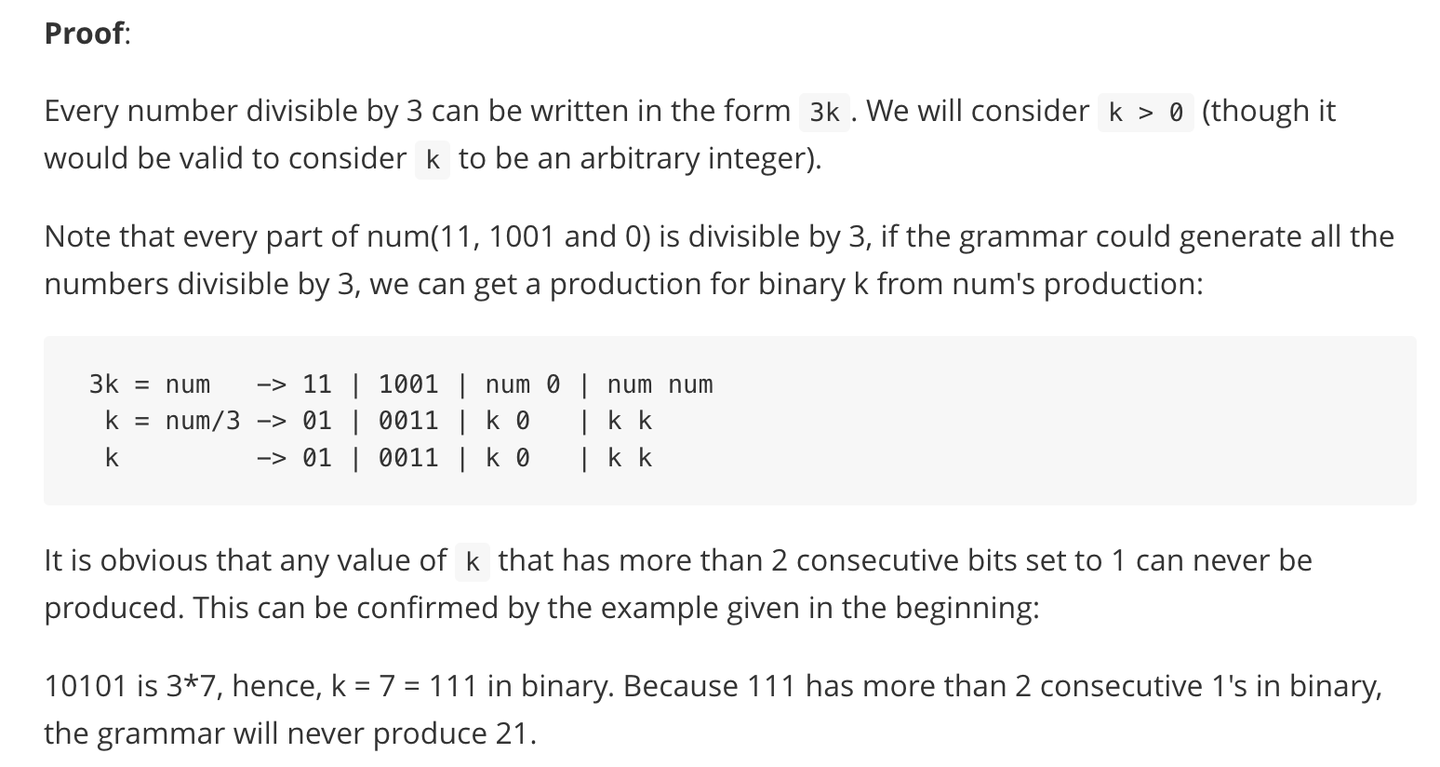 Proof:
Every number divisible by 3 can be written in the form 3k. We will consider k > 0 (though it
would be valid to consider k to be an arbitrary integer).
Note that every part of num(11, 1001 and 0) is divisible by 3, if the grammar could generate all the
numbers divisible by 3, we can get a production for binary k from num's production:
3k = num   -> 11 | 1001 | num 0 | num num
 k = num/3 -> 01 | 0011 | k 0   | k k
 k         -> 01 | 0011 | k 0   | k k
It is obvious that any value of k that has more than 2 consecutive bits set to 1 can never be
produced. This can be confirmed by the example given in the beginning:
10101 is 3*7, hence, k = 7 = 111 in binary. Because 111 has more than 2 consecutive 1's in binary,
the grammar will never produce 21.